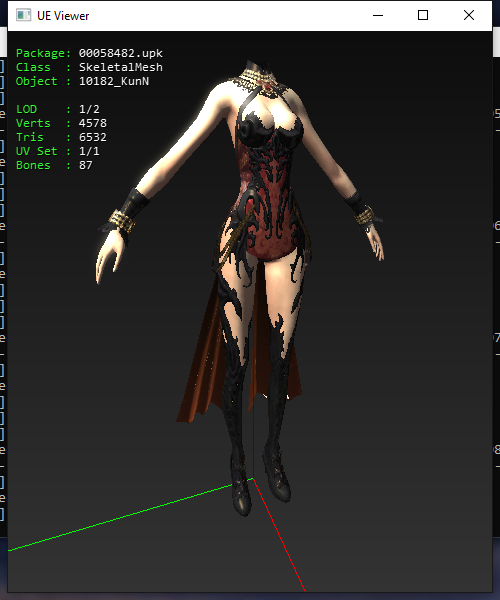 UE Viewer
Package: 00058482.upk
Class : SkeletalMesh
Object : 10182_KunN
LOD : 1/2
Verts : 4578
Tris : 6532
UV Set : 1/1
Bones : 87